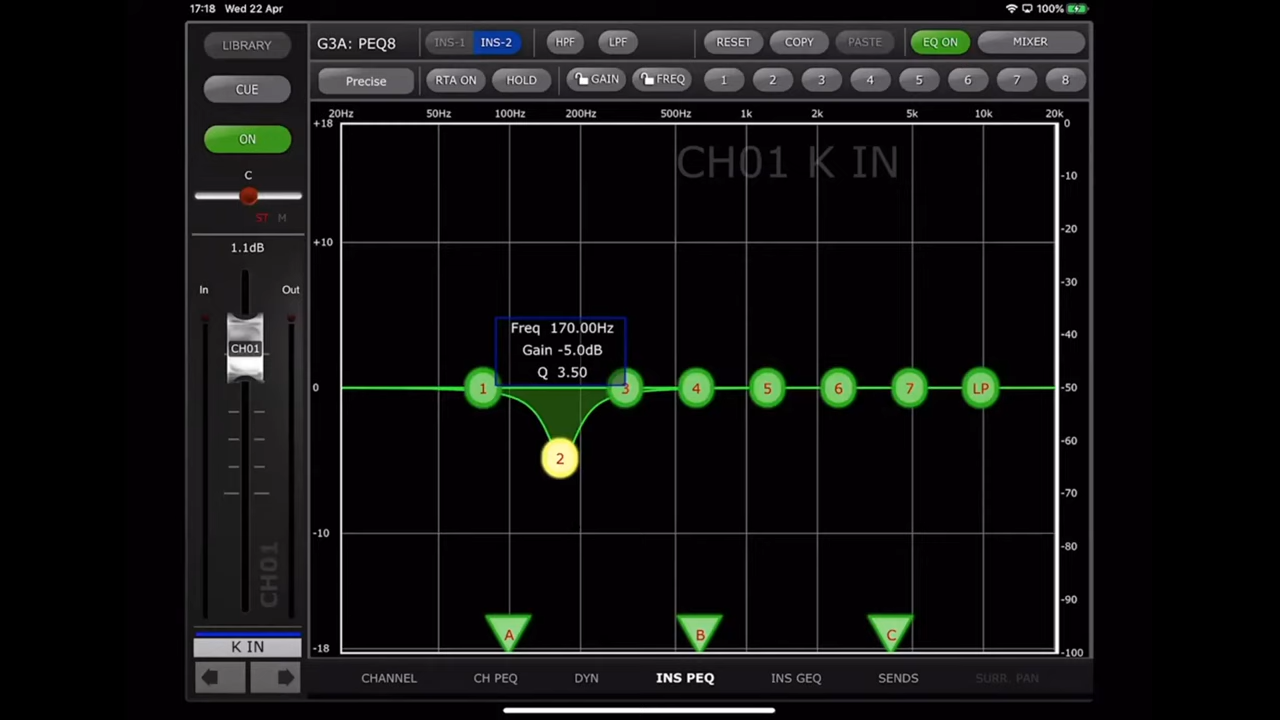 17:18 Wed 22 Apr 100%
LIBRARY G3A: PEQ8 INS-1 INS-2 HPF LPF RESET COPY PASTE EQ ON MIXER
CUE Precise RTA ON HOLD GAIN FREQ 1 2 3 4 5 6 7 8
20Hz 50Hz 100Hz 200Hz 500Hz 1k 2k 5k 10k 20k
+18 0
ON
CH01 K IN
C
-10
ST M
-20
1.1dB
+10
-30
In Out
-40
Freq 170.00Hz
CH01
Gain -5.0dB
Q 3.50
0 1 3 4 5 6 7 LP -50
2
-60
-70
-10
-80
CH01
-90
A B C
-18 -100
K IN
CHANNEL CH PEQ DYN INS PEQ INS GEQ SENDS SURR. PAN